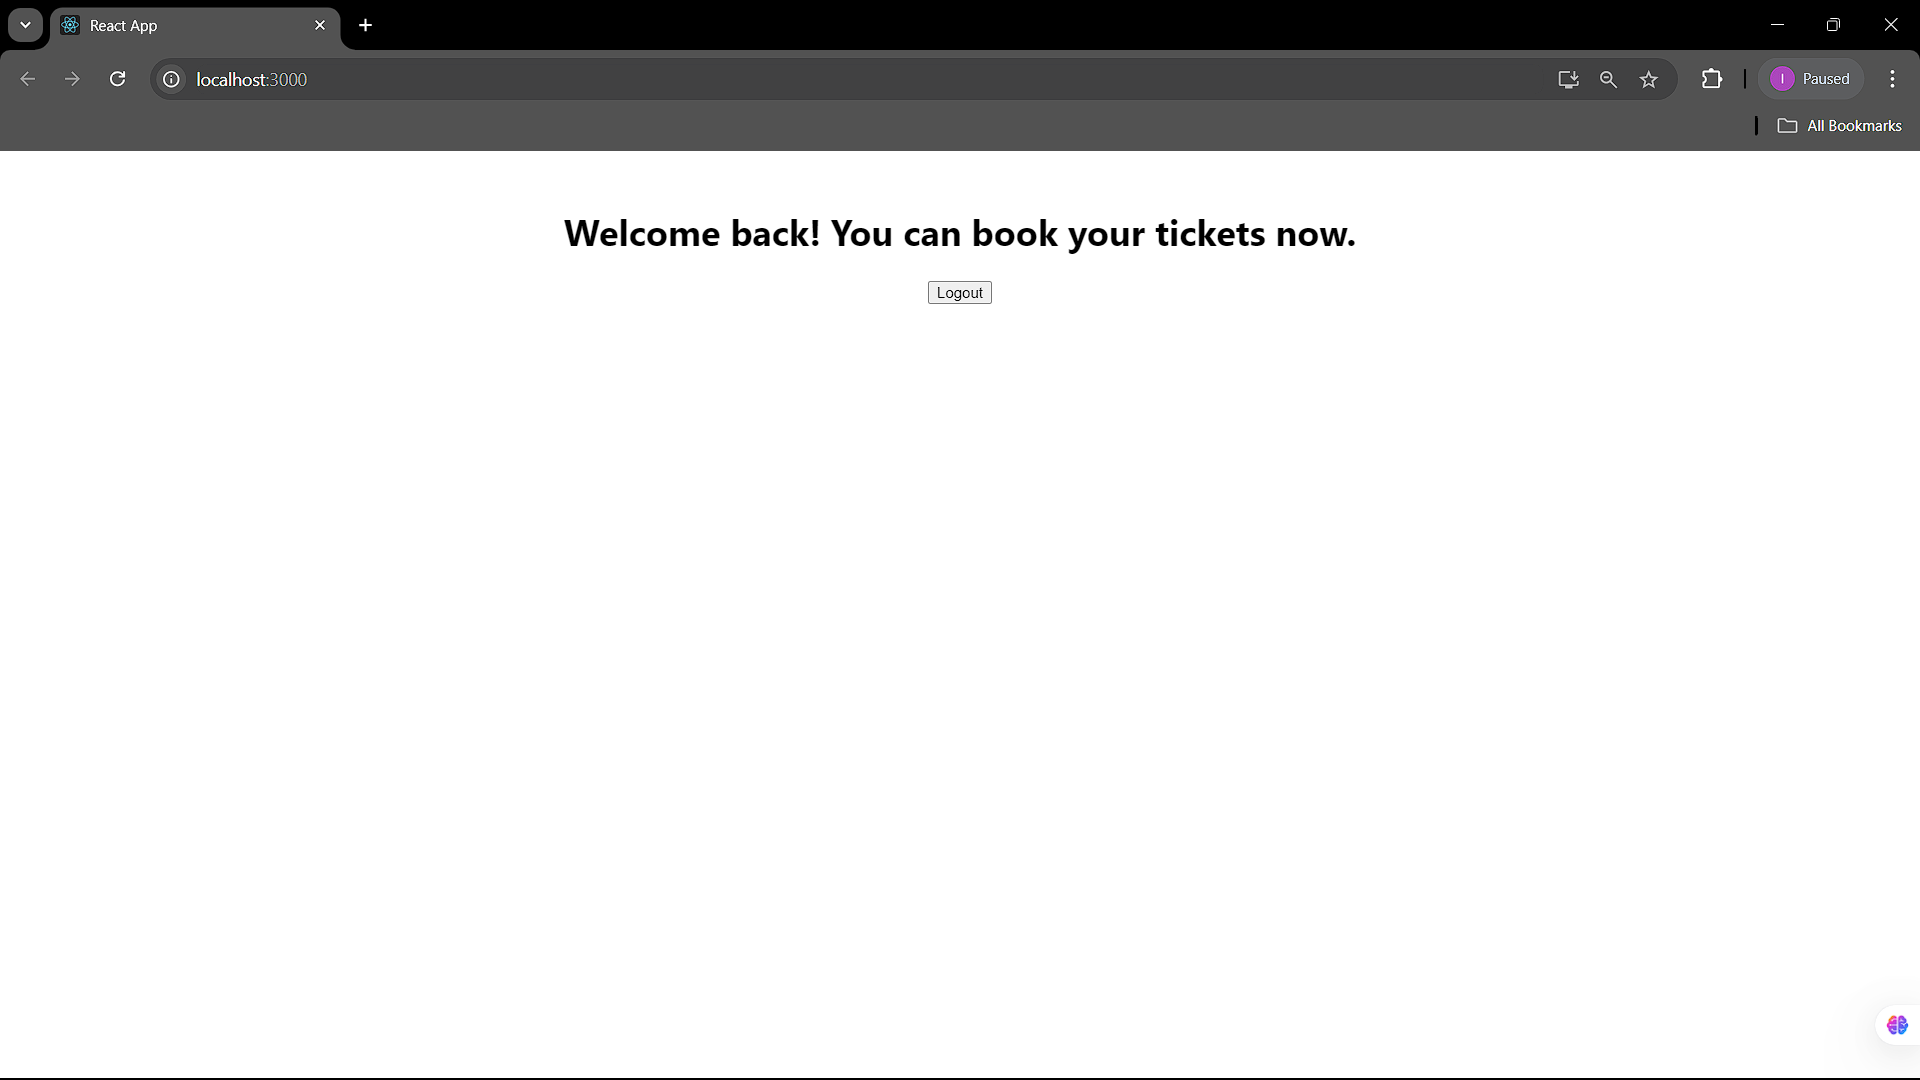 React App
localhost:3000
I
Paused
All Bookmarks
Welcome back! You can book your tickets now.
Logout